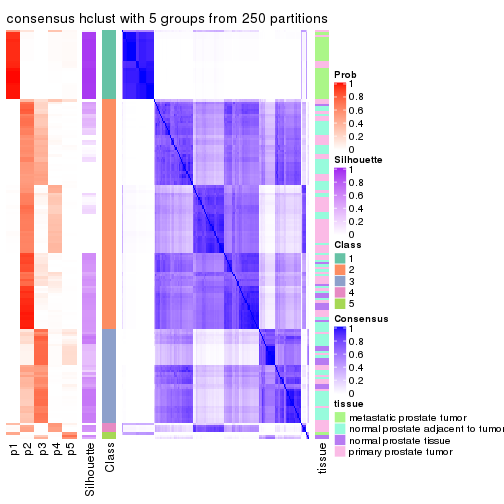 consensus hclust with 5 groups from 250 partitions
Prob
1
0.8
0.6
0.4
0.2
0
Silhouette
1
0.8
0.6
0.4
0.2
0
Class
1
2
3
4
5
Consensus
1
0.8
0.6
0.4
0.2
0
tissue
metastatic prostate tumor
normal prostate adjacent to tumor
normal prostate tissue
primary prostate tumor
p1
p2
p3
p4
p5
Silhouette
Class
tissue